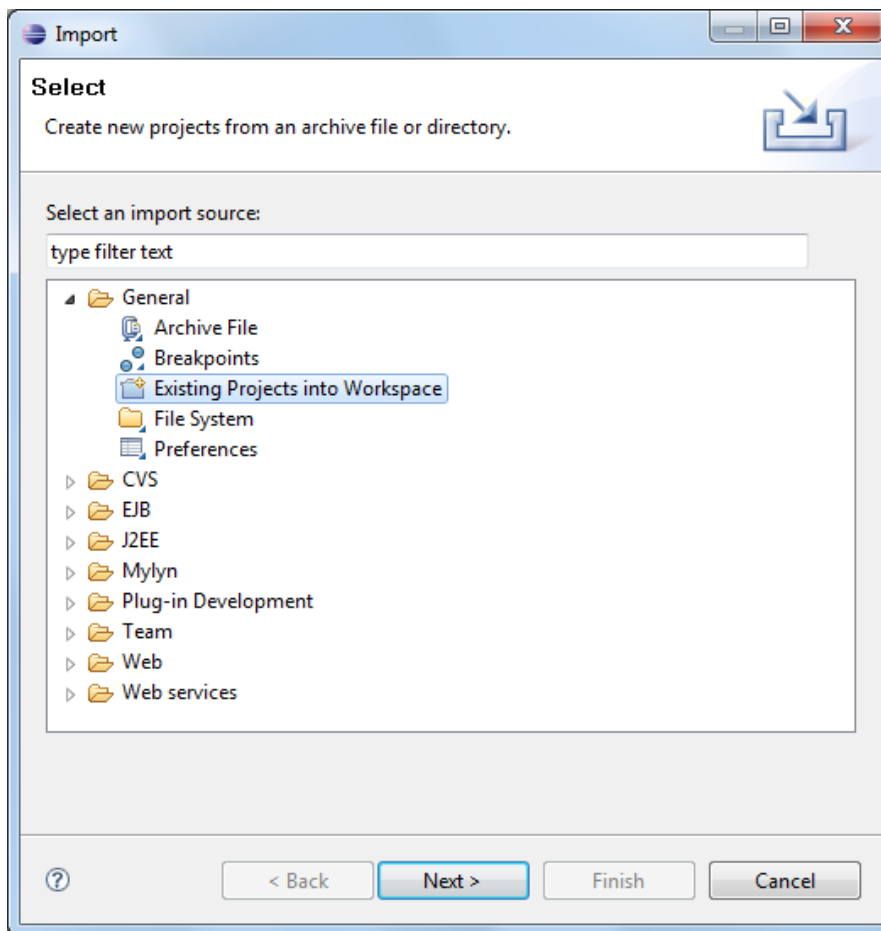 Import
Select
Create new projects from an archive file or directory.
Select an import source:
type filter text
General
Archive File
Breakpoints
Existing Projects into Workspace
File System
Preferences
CVS
EJB
J2EE
Mylyn
Plug-in Development
Team
Web
Web services
? < Back Next > Finish Cancel